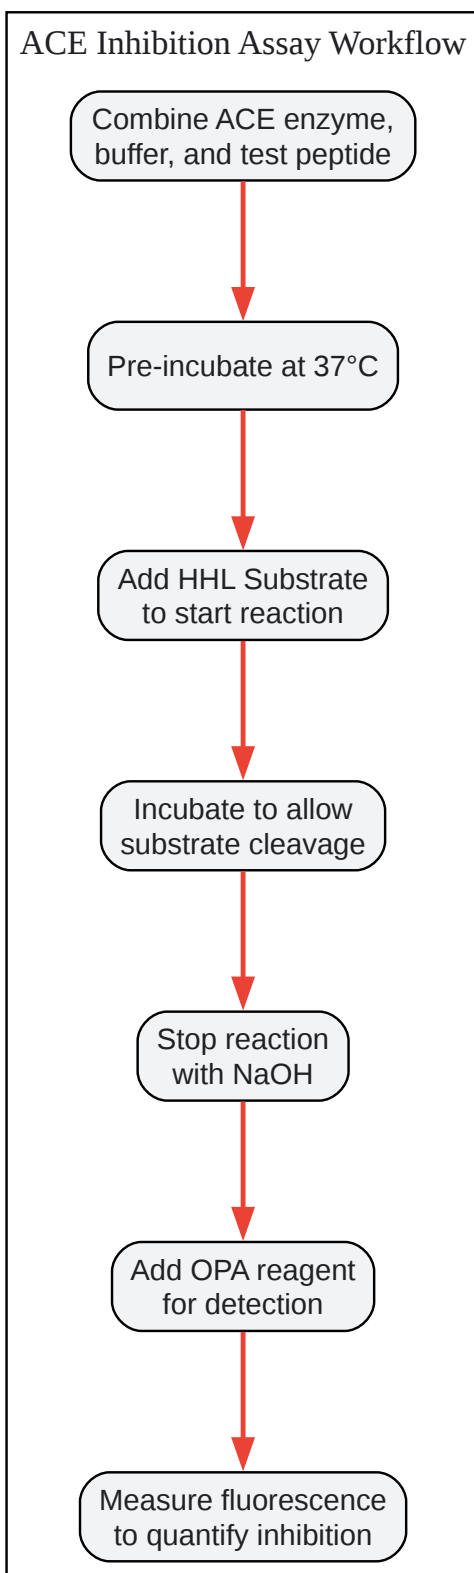 ACE Inhibition Assay Workflow
Combine ACE enzyme,
buffer, and test peptide
Pre-incubate at 37°C
Add HHL Substrate
to start reaction
Incubate to allow
substrate cleavage
Stop reaction
with NaOH
Add OPA reagent
for detection
Measure fluorescence
to quantify inhibition